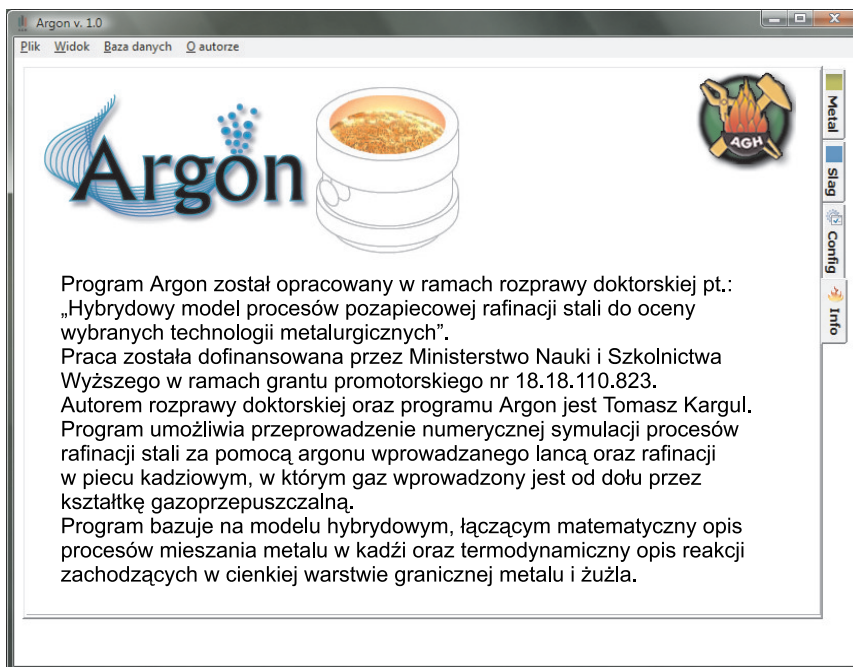 Argon v. 1.0
Plik Widok Baza danych O autorze
Argon
AGH
Metal
Slag
Config
Info
Program Argon został opracowany w ramach rozprawy doktorskiej pt.:
„Hybrydowy model procesów pozapiecowej rafinacji stali do oceny
wybranych technologii metalurgicznych”.
Praca została dofinansowana przez Ministerstwo Nauki i Szkolnictwa
Wyższego w ramach grantu promotorskiego nr 18.18.110.823.
Autorem rozprawy doktorskiej oraz programu Argon jest Tomasz Kargul.
Program umożliwia przeprowadzenie numerycznej symulacji procesów
rafinacji stali za pomocą argonu wprowadzanego lancą oraz rafinacji
w piecu kadziowym, w którym gaz wprowadzony jest od dołu przez
kształtkę gazoprzepuszczalną.
Program bazuje na modelu hybrydowym, łączącym matematyczny opis
procesów mieszania metalu w kadźi oraz termodynamiczny opis reakcji
zachodzących w cienkiej warstwie granicznej metalu i żużla.